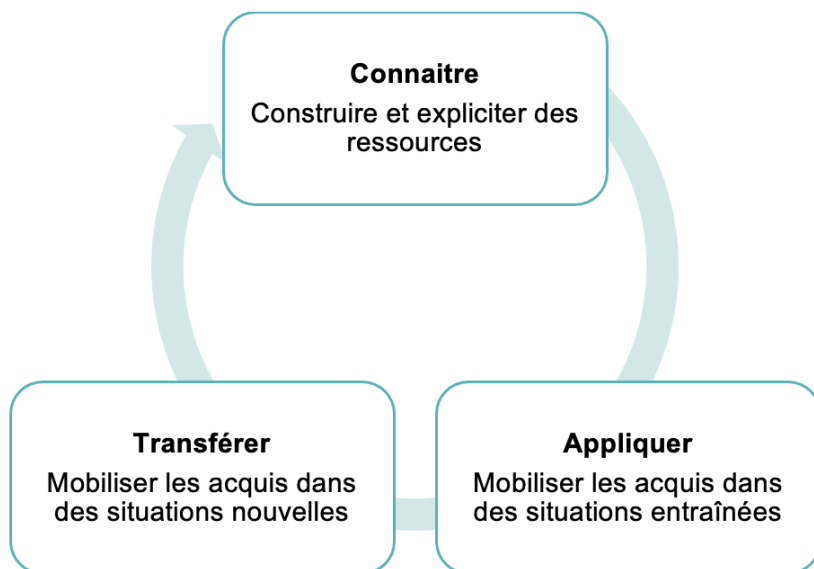 Connaitre
Construire et expliciter des
ressources
Transférer
Mobiliser les acquis dans
des situations nouvelles
Appliquer
Mobiliser les acquis dans
des situations entraînées